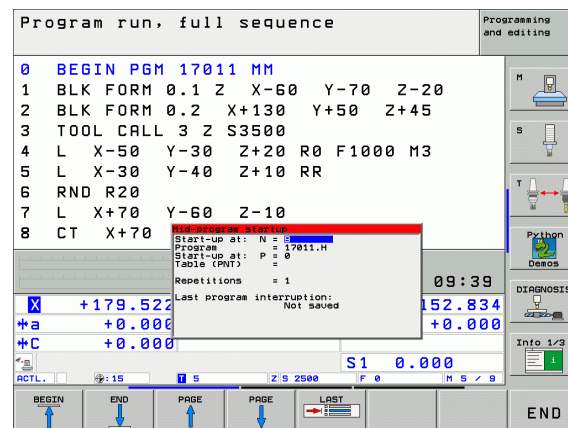 Program run, full sequence
Programming and editing
0 BEGIN PGM 17011 MM
1 BLK FORM 0.1 Z X-60 Y-70 Z-20
2 BLK FORM 0.2 X+130 Y+50 Z+45
3 TOOL CALL 3 Z S3500
4 L X-50 Y-30 Z+20 R0 F1000 M3
5 L X-30 Y-40 Z+10 RR
6 RND R20
7 L X+70 Y-60 Z-10
8 CT X+70
Mid-program startup
Start-up at: N = 9
Program = 17011.H
Start-up at: P = 0
Table (PNT) =
Repetitions = 1
Last program interruption:
Not saved
09:39
X +179.522
152.834
a +0.000
+0.000
C +0.000
S1 0.000
ACTL. :15 T 5 Z S 2500 F 0 M 5 / 9
M
S
T
Python
Demos
DIAGNOSIS
Info 1/3
BEGIN
END
PAGE
PAGE
LAST
END